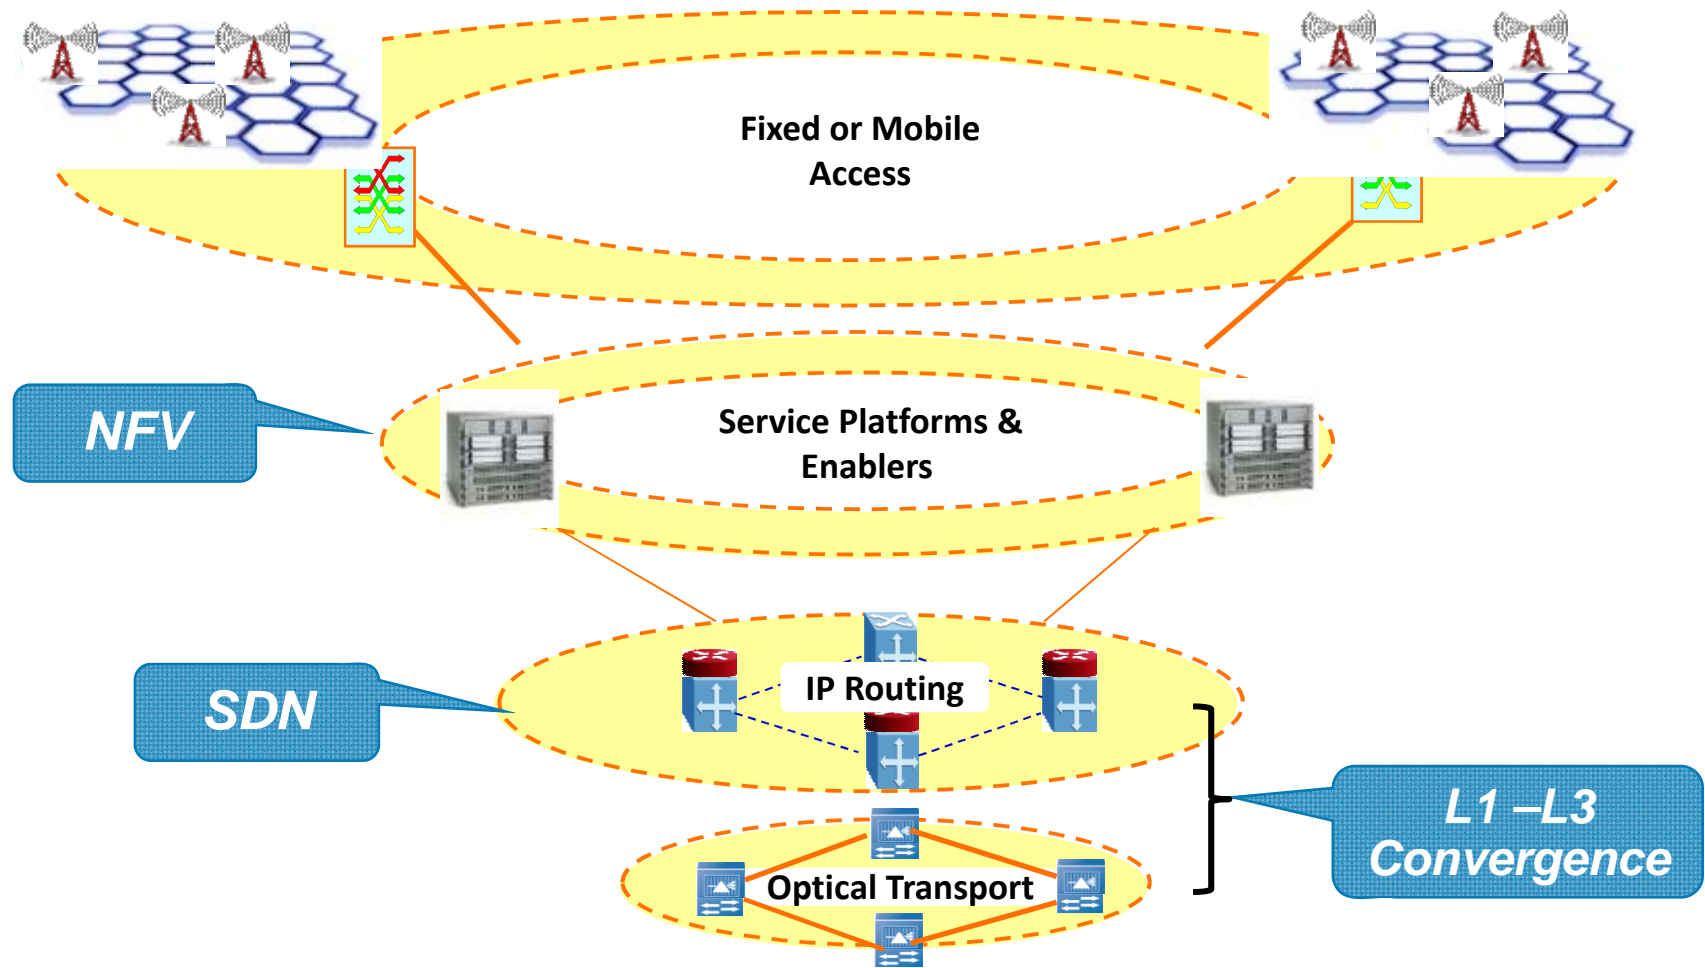 Fixed or Mobile
Access
NFV
Service Platforms &
Enablers
SDN
IP Routing
L1 –L3
Convergence
Optical Transport